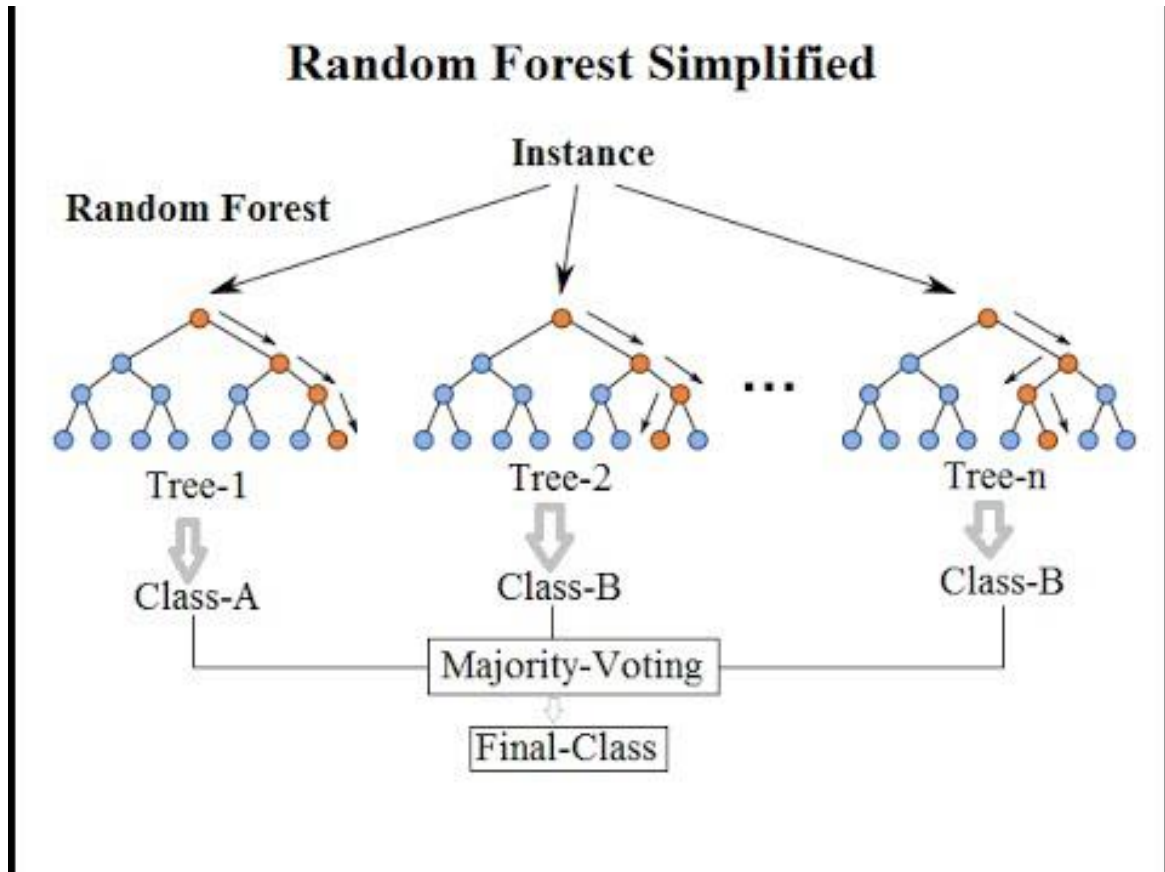 Random Forest Simplified
Instance
Random Forest
...
Tree-1
Tree-2
Tree-n
Class-A
Class-B
Class-B
Majority-Voting
Final-Class